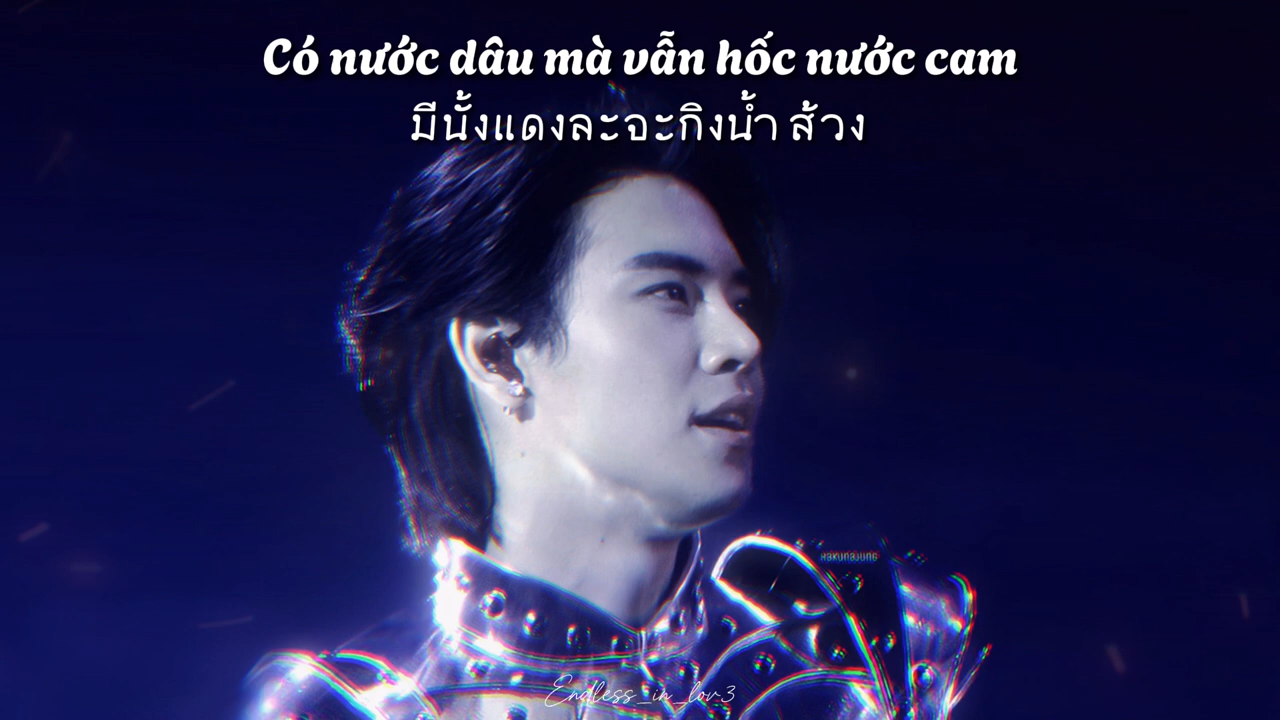 Có nước dâu mà vẫn hốc nước cam
มีนั้งแดงละจะกิงน้ำ ส้วง
HaKUnaJUNG
Endless_in_lov3